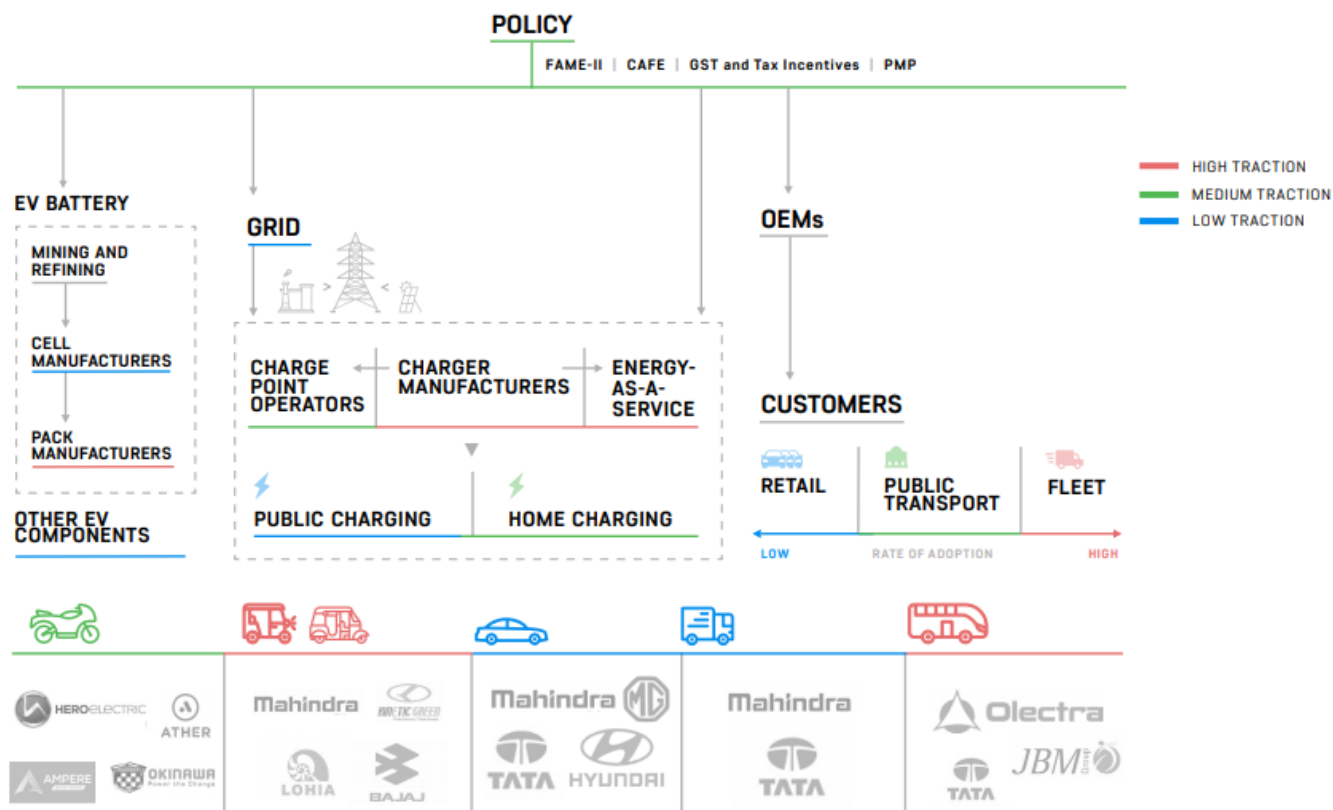 POLICY
FAME-II | CAFE | GST and Tax Incentives | PMP
HIGH TRACTION
MEDIUM TRACTION
LOW TRACTION
EV BATTERY
MINING AND
REFINING
CELL
MANUFACTURERS
PACK
MANUFACTURERS
OTHER EV
COMPONENTS
GRID
CHARGE
POINT
OPERATORS
CHARGER
MANUFACTURERS
ENERGY-
AS-A-
SERVICE
PUBLIC CHARGING
HOME CHARGING
OEMs
CUSTOMERS
RETAIL
PUBLIC
TRANSPORT
FLEET
LOW
RATE OF ADOPTION
HIGH
HEROELECTRIC
ATHER
AMPERE
OKINAWA
Power the Change
Mahindra
KINETIC GREEN
LOHIA
BAJAJ
Mahindra
MG
TATA
HYUNDAI
Mahindra
TATA
Olectra
TATA
JBM Group